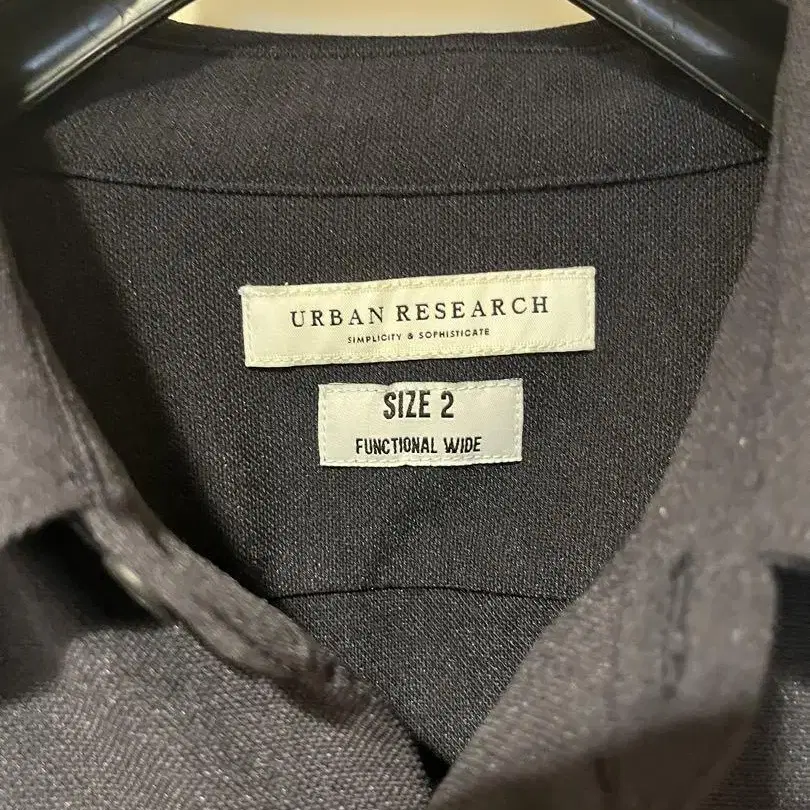 URBAN RESEARCH
SIMPLICITY & SOPHISTICATE
SIZE 2
FUNCTIONAL WIDE